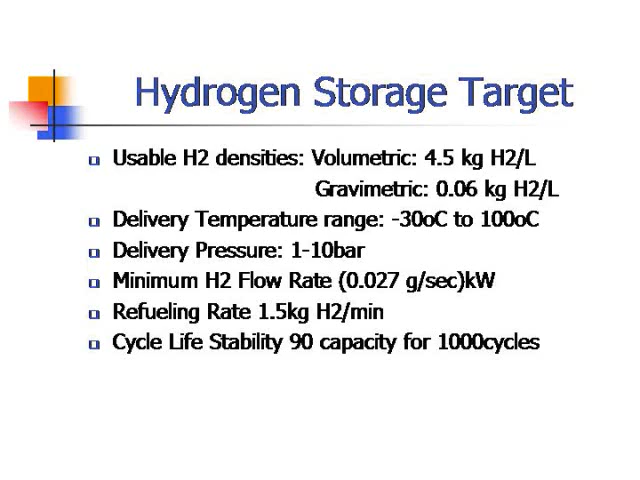 Hydrogen Storage Target
Usable H2 densities: Volumetric: 4.5 kg H2/L
Gravimetric: 0.06 kg H2/L
Delivery Temperature range: -30oC to 100oC
Delivery Pressure: 1-10bar
Minimum H2 Flow Rate (0.027 g/sec)kW
Refueling Rate 1.5kg H2/min
Cycle Life Stability 90 capacity for 1000cycles